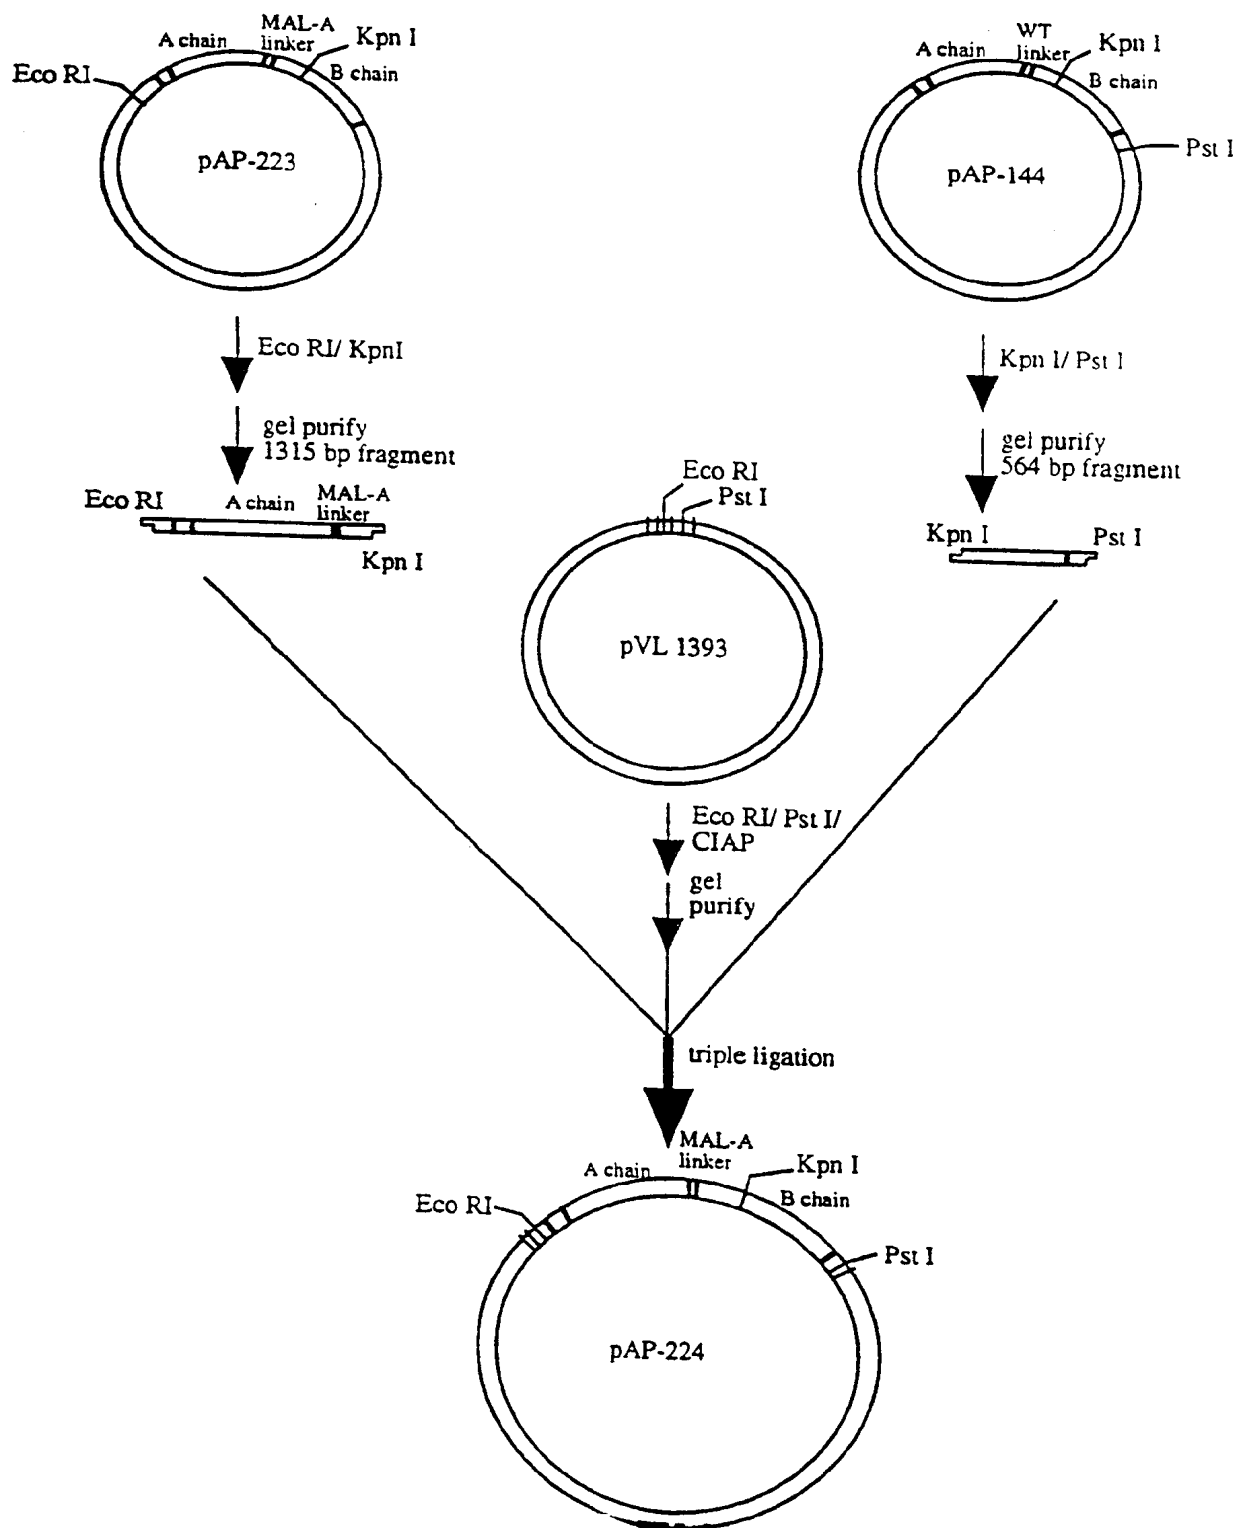 MAL-A
linker
A chain
Kpn I
B chain
Eco RI
pAP-223
WT
linker
A chain
Kpn I
B chain
Pst I
pAP-144
Eco RI/ KpnI
gel purify
1315 bp fragment
Kpn I/ Pst I
gel purify
564 bp fragment
Eco RI
A chain
MAL-A
linker
Kpn I
Kpn I
Pst I
Eco RI
Pst I
pVL 1393
Eco RI/ Pst I/
CIAP
gel
purify
triple ligation
MAL-A
linker
A chain
Kpn I
B chain
Eco RI
Pst I
pAP-224